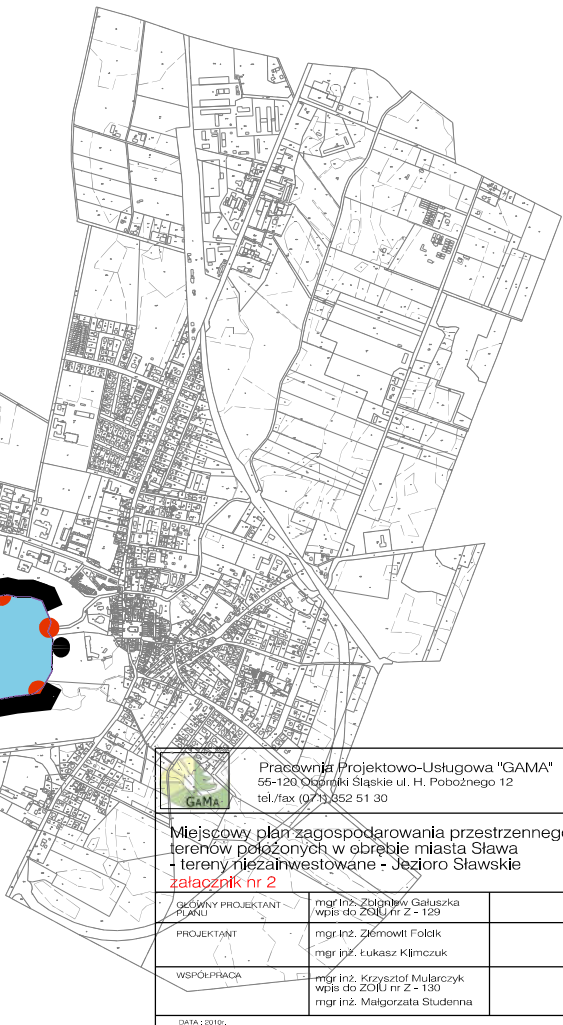 GAMA
Pracownia Projektowo-Usługowa "GAMA"
55-120 Oborniki Śląskie ul. H. Pobożnego 12
tel./fax (071) 352 51 30
Miejscowy plan zagospodarowania przestrzennego
terenów położonych w obrębie miasta Sława
- tereny niezainwestowane - Jezioro Sławskie
załacznik nr 2
GŁÓWNY PROJEKTANT
PLANU
mgr inż. Zbigniew Gałuszka
wpis do ZOIU nr Z - 129
PROJEKTANT
mgr inż. Ziemowit Folcik
mgr inż. Łukasz Klimczuk
WSPÓŁPRACA
mgr inż. Krzysztof Mularczyk
wpis do ZOIU nr Z - 130
mgr inż. Małgorzata Studenna
DATA : 2010r.